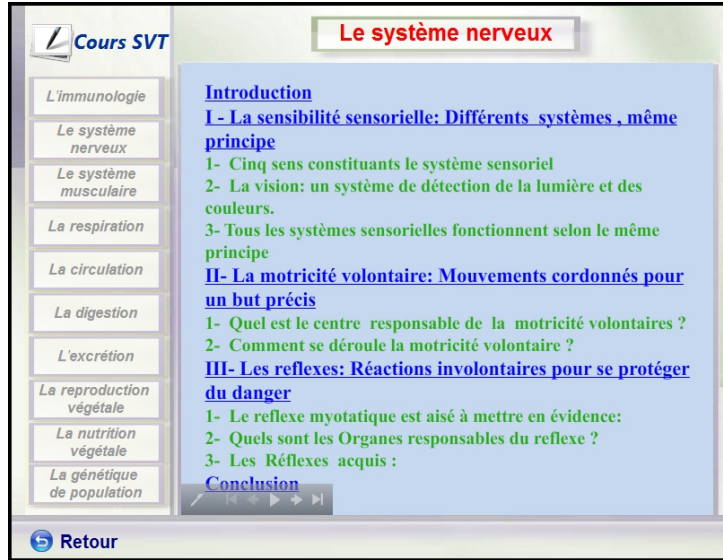 Cours SVT
Le système nerveux
L'immunologie
Le système
nerveux
Le système
musculaire
La respiration
La circulation
La digestion
L'excrétion
La reproduction
végétale
La nutrition
végétale
La génétique
de population
Introduction
I - La sensibilité sensorielle: Différents systèmes , même
principe
1- Cinq sens constituants le système sensoriel
2- La vision: un système de détection de la lumière et des
couleurs.
3- Tous les systèmes sensorielles fonctionnent selon le même
principe
II- La motricité volontaire: Mouvements cordonnés pour
un but précis
1- Quel est le centre responsable de la motricité volontaires ?
2- Comment se déroule la motricité volontaire ?
III- Les reflexes: Réactions involontaires pour se protéger
du danger
1- Le reflexe myotatique est aisé à mettre en évidence:
2- Quels sont les Organes responsables du reflexe ?
3- Les Réflexes acquis :
Conclusion
Retour